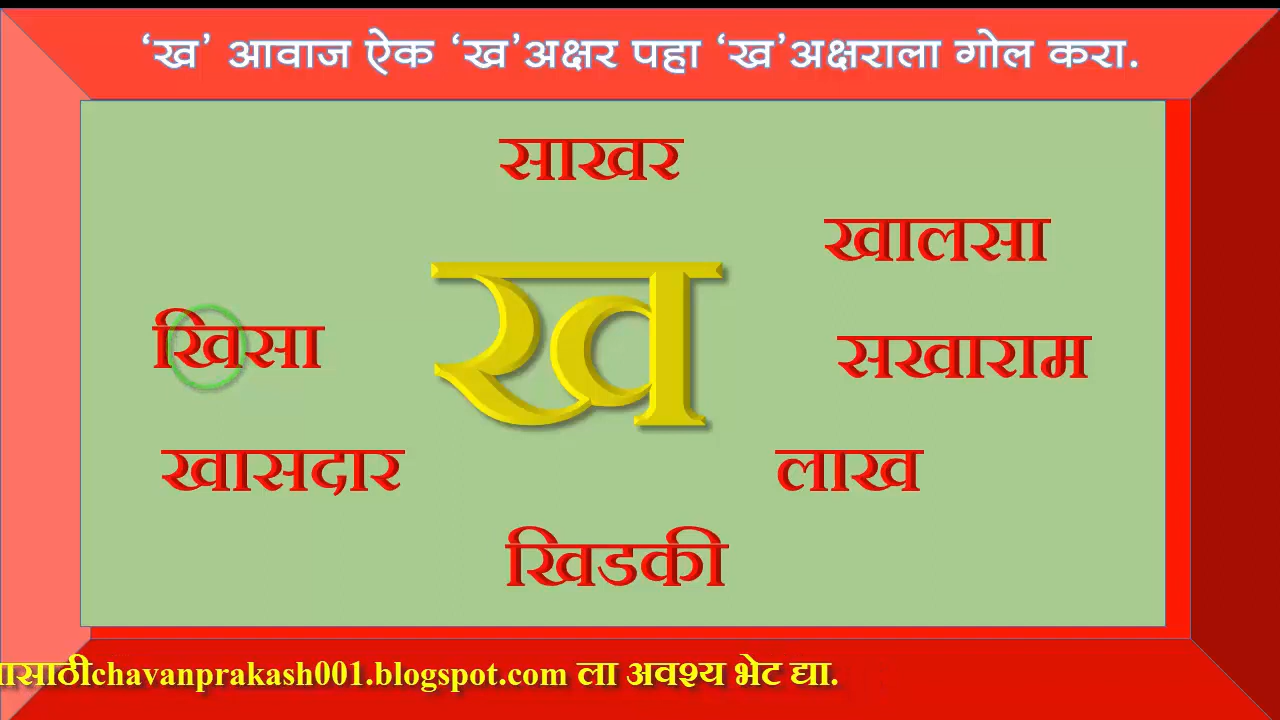 ‘ख’ आवाज ऐक ‘ख’अक्षर पहा ‘ख’अक्षराला गोल करा.
साखर
खालसा
ख
खिसा
सखाराम
खासदार
लाख
खिडकी
ासाठीchavanprakash001.blogspot.com ला अवश्य भेट द्या.